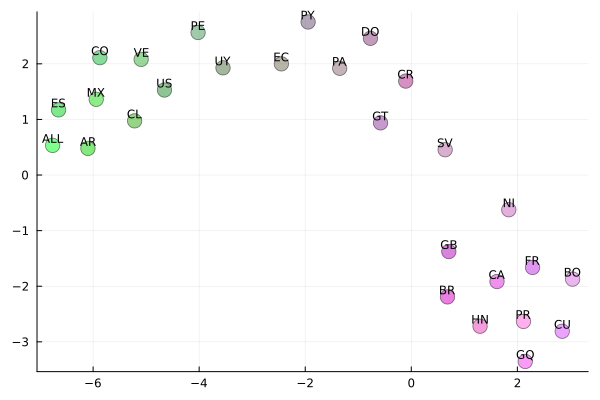 PY
PE
DO
CO
VE
UY
EC
PA
2
US
CR
MX
ES
CL
GT
1
ALL
AR
SV
0
NI
−1
GB
FR
CA
BO
−2
BR
HN
PR
CU
−3
GQ
−6
−4
−2
0
2